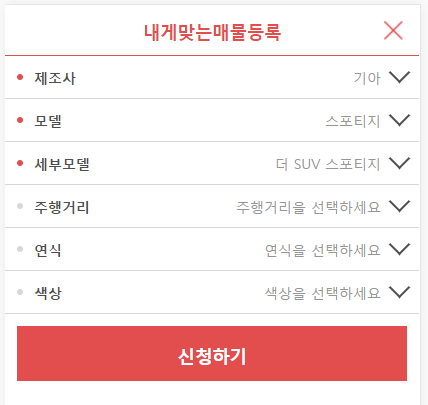 내게맞는매물등록
제조사 기아
모델 스포티지
세부모델 더 SUV 스포티지
주행거리 주행거리을 선택하세요
연식 연식을 선택하세요
색상 색상을 선택하세요
신청하기